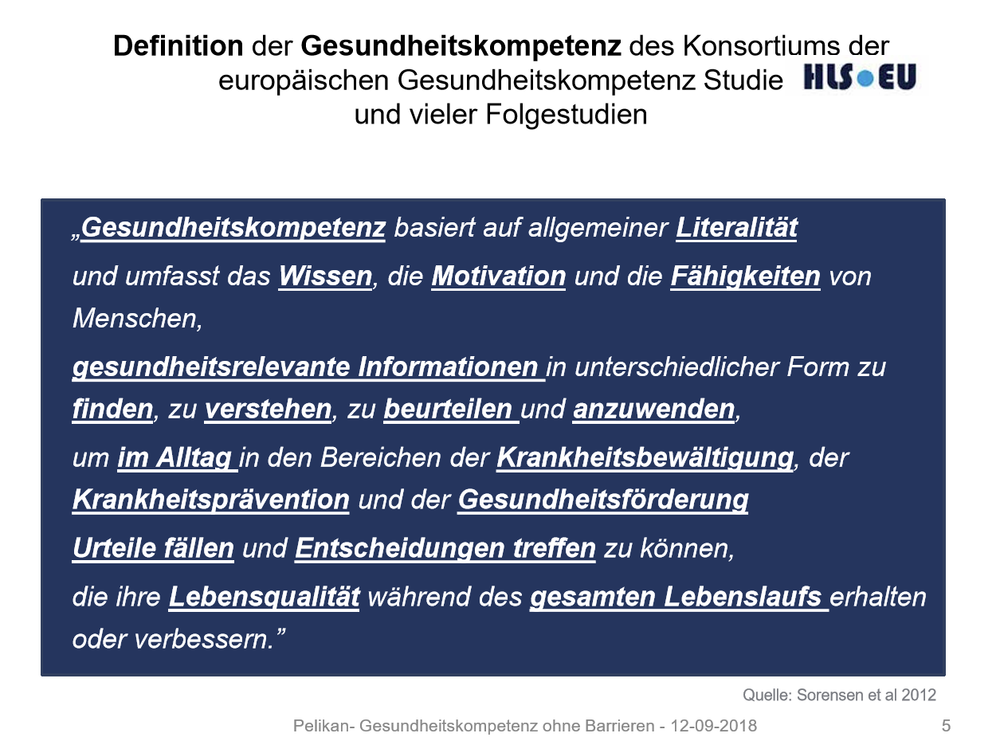 Definition der Gesundheitskompetenz des Konsortiums der
europäischen Gesundheitskompetenz Studie HLS●EU
und vieler Folgestudien
„Gesundheitskompetenz basiert auf allgemeiner Literalität
und umfasst das Wissen, die Motivation und die Fähigkeiten von
Menschen,
gesundheitsrelevante Informationen in unterschiedlicher Form zu
finden, zu verstehen, zu beurteilen und anzuwenden,
um im Alltag in den Bereichen der Krankheitsbewältigung, der
Krankheitsprävention und der Gesundheitsförderung
Urteile fällen und Entscheidungen treffen zu können,
die ihre Lebensqualität während des gesamten Lebenslaufs erhalten
oder verbessern.”
Quelle: Sorensen et al 2012
Pelikan- Gesundheitskompetenz ohne Barrieren - 12-09-2018 5